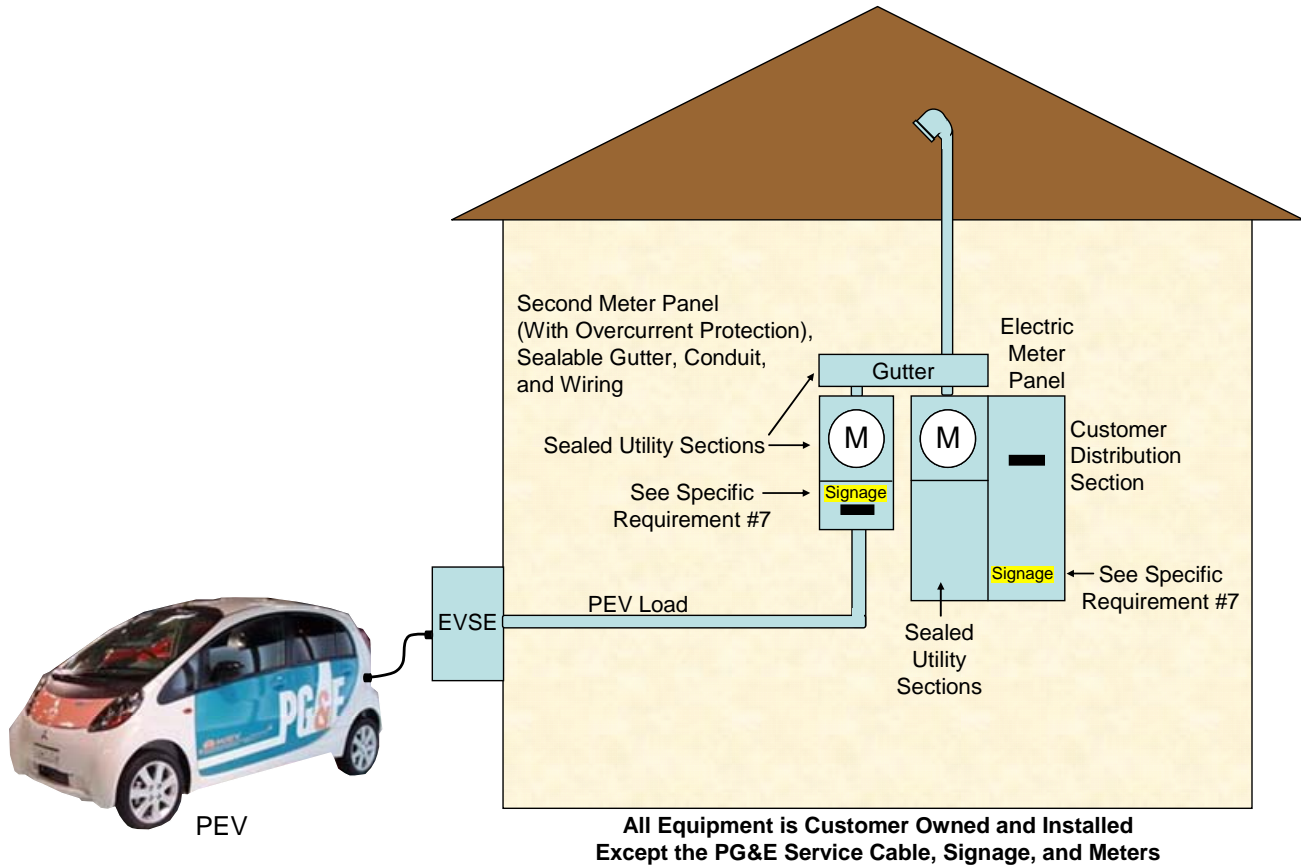 Second Meter Panel
(With Overcurrent Protection),
Sealable Gutter, Conduit,
and Wiring
Electric
Meter
Panel
Gutter
M
M
Sealed Utility Sections
Customer
Distribution
Section
See Specific
Requirement #7
Signage
Signage
See Specific
Requirement #7
EVSE
PEV Load
Sealed
Utility
Sections
PG&E
PEV
All Equipment is Customer Owned and Installed
Except the PG&E Service Cable, Signage, and Meters